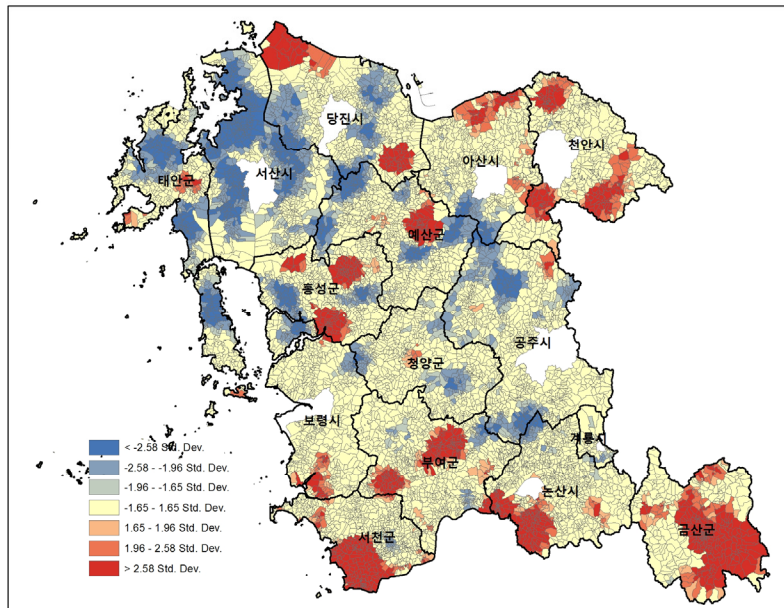 당진시
천안시
아산시
서산시
태안군
예산군
홍성군
공주시
청양군
보령시
계룡시
부여군
논산시
금산군
서천군
< -2.58 Std. Dev.
-2.58 - -1.96 Std. Dev.
-1.96 - -1.65 Std. Dev.
-1.65 - 1.65 Std. Dev.
1.65 - 1.96 Std. Dev.
1.96 - 2.58 Std. Dev.
> 2.58 Std. Dev.